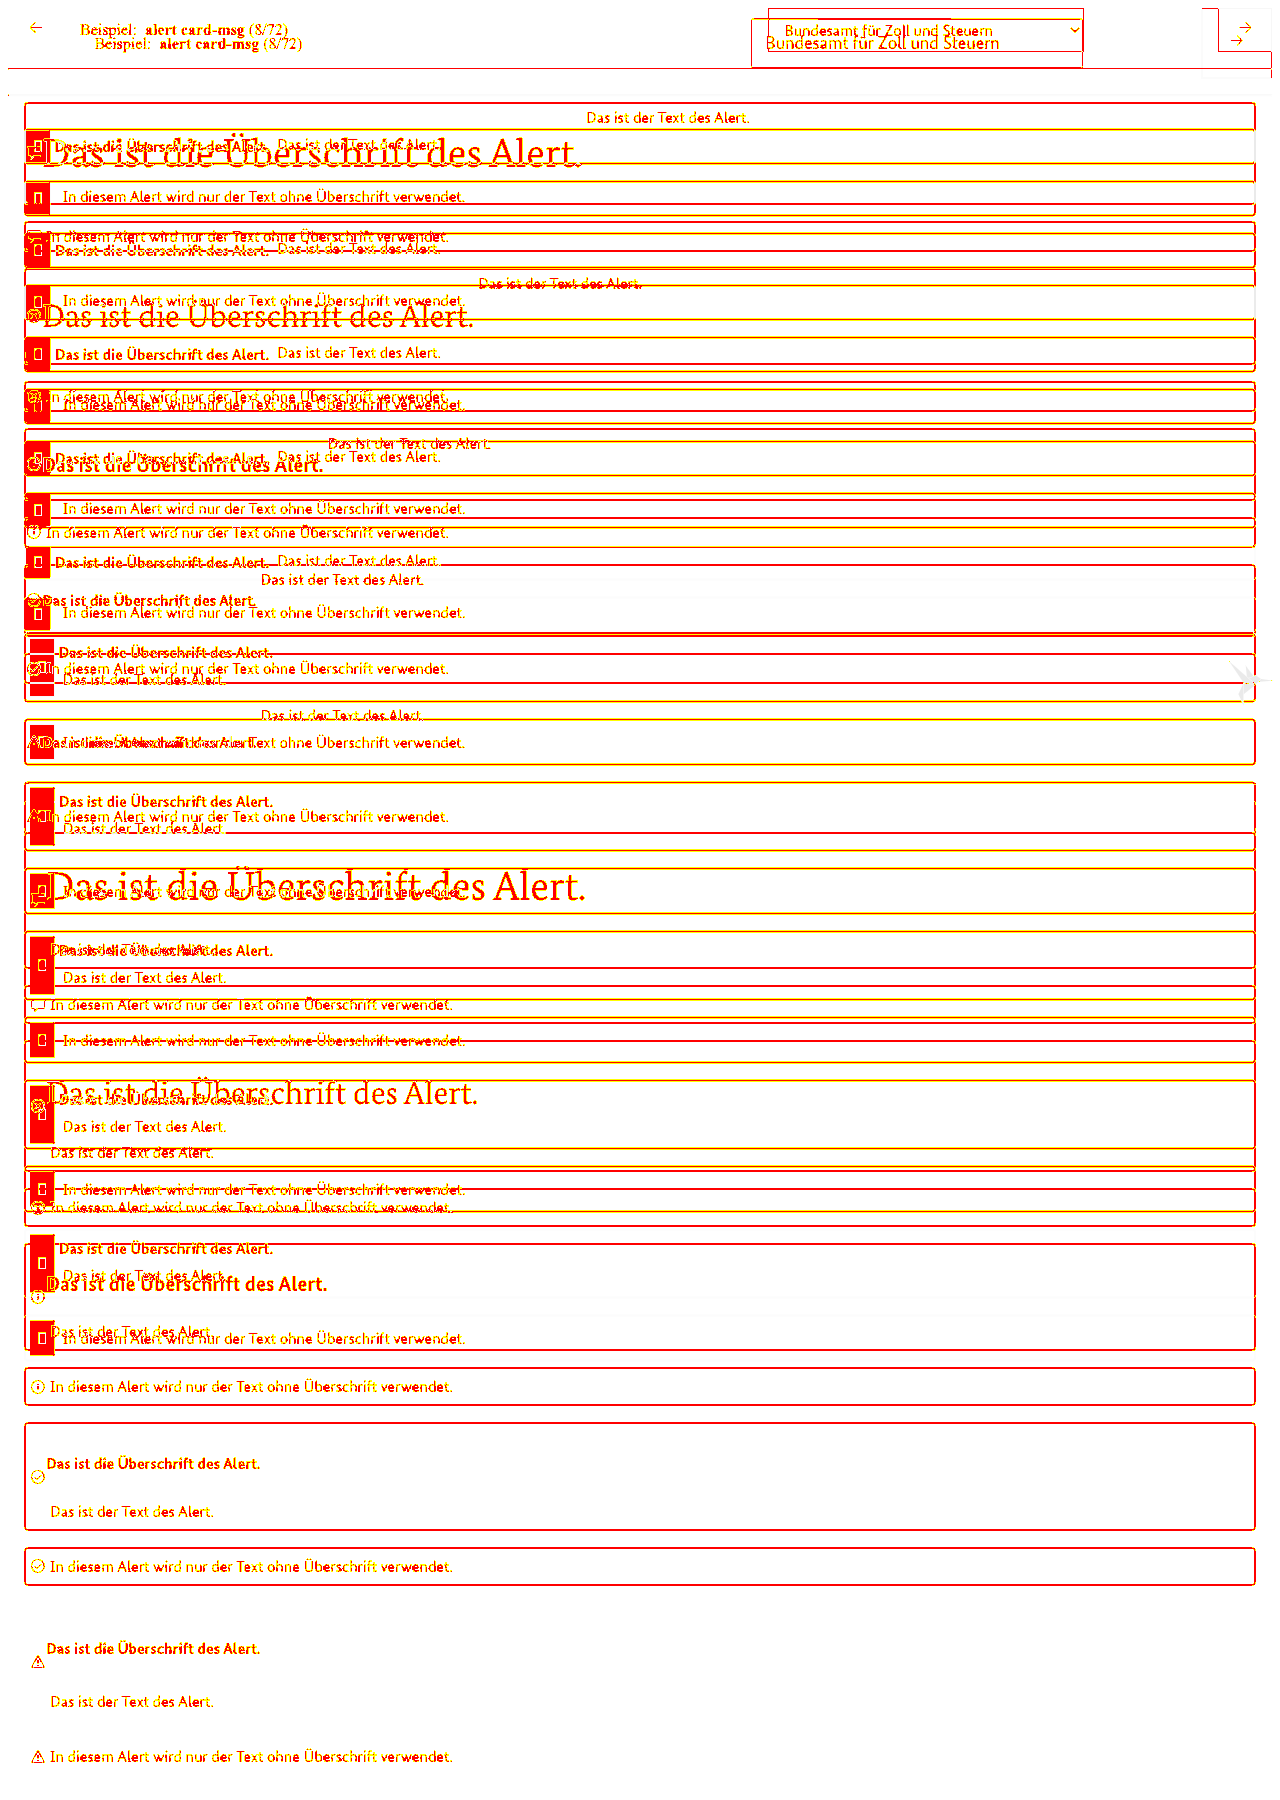 Beispiel: alert card-msg (8/72)
Bundesamt für Zoll und Steuern
Beispiel: alert card-msg (8/72)
Bundesamt für Zoll und Steuern
Das ist der Text des Alert.
Das ist die Überschrift des Alert. Das ist der Text des Alert.
Das ist die Überschrift des Alert.
In diesem Alert wird nur der Text ohne Überschrift verwendet.
In diesem Alert wird nur der Text ohne Überschrift verwendet.
Das ist die Überschrift des Alert. Das ist der Text des Alert.
Das ist der Text des Alert.
In diesem Alert wird nur der Text ohne Überschrift verwendet.
Das ist die Überschrift des Alert.
Das ist die Überschrift des Alert. Das ist der Text des Alert.
In diesem Alert wird nur der Text ohne Überschrift verwendet.
In diesem Alert wird nur der Text ohne Überschrift verwendet.
Das ist der Text des Alert.
Das ist die Überschrift des Alert. Das ist der Text des Alert.
Das ist die Überschrift des Alert.
In diesem Alert wird nur der Text ohne Überschrift verwendet.
In diesem Alert wird nur der Text ohne Überschrift verwendet.
Das ist die Überschrift des Alert. Das ist der Text des Alert.
Das ist der Text des Alert.
Das ist die Überschrift des Alert.
In diesem Alert wird nur der Text ohne Überschrift verwendet.
Das ist die Überschrift des Alert.
In diesem Alert wird nur der Text ohne Überschrift verwendet.
Das ist der Text des Alert.
Das ist der Text des Alert.
Das ist die Überschrift des Alert.
In diesem Alert wird nur der Text ohne Überschrift verwendet.
Das ist die Überschrift des Alert.
In diesem Alert wird nur der Text ohne Überschrift verwendet.
Das ist der Text des Alert.
Das ist die Überschrift des Alert.
In diesem Alert wird nur der Text ohne Überschrift verwendet.
Das ist der Text des Alert.
Das ist die Überschrift des Alert.
Das ist der Text des Alert.
In diesem Alert wird nur der Text ohne Überschrift verwendet.
In diesem Alert wird nur der Text ohne Überschrift verwendet.
Das ist die Überschrift des Alert.
Das ist die Überschrift des Alert.
Das ist der Text des Alert.
Das ist der Text des Alert.
In diesem Alert wird nur der Text ohne Überschrift verwendet.
In diesem Alert wird nur der Text ohne Überschrift verwendet.
Das ist die Überschrift des Alert.
Das ist der Text des Alert.
Das ist die Überschrift des Alert.
Das ist der Text des Alert.
In diesem Alert wird nur der Text ohne Überschrift verwendet.
In diesem Alert wird nur der Text ohne Überschrift verwendet.
Das ist die Überschrift des Alert.
Das ist der Text des Alert.
In diesem Alert wird nur der Text ohne Überschrift verwendet.
Das ist die Überschrift des Alert.
Das ist der Text des Alert.
In diesem Alert wird nur der Text ohne Überschrift verwendet.